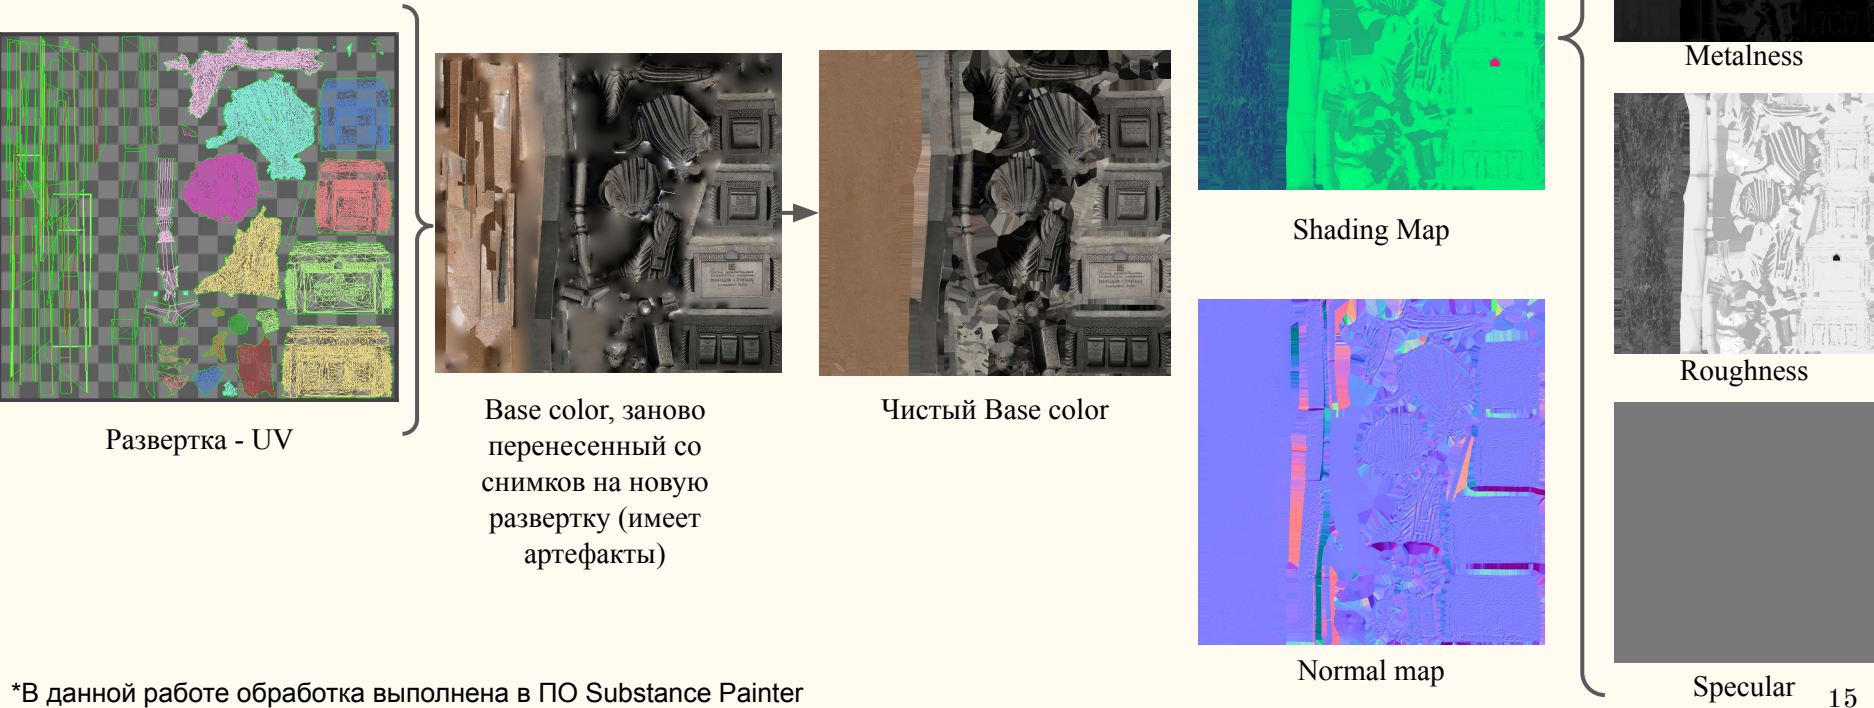 Metalness
Shading Map
Roughness
Развертка - UV
Base color, заново
перенесенный со
снимков на новую
развертку (имеет
артефакты)
Чистый Base color
Normal map
Specular
*В данной работе обработка выполнена в ПО Substance Painter
15